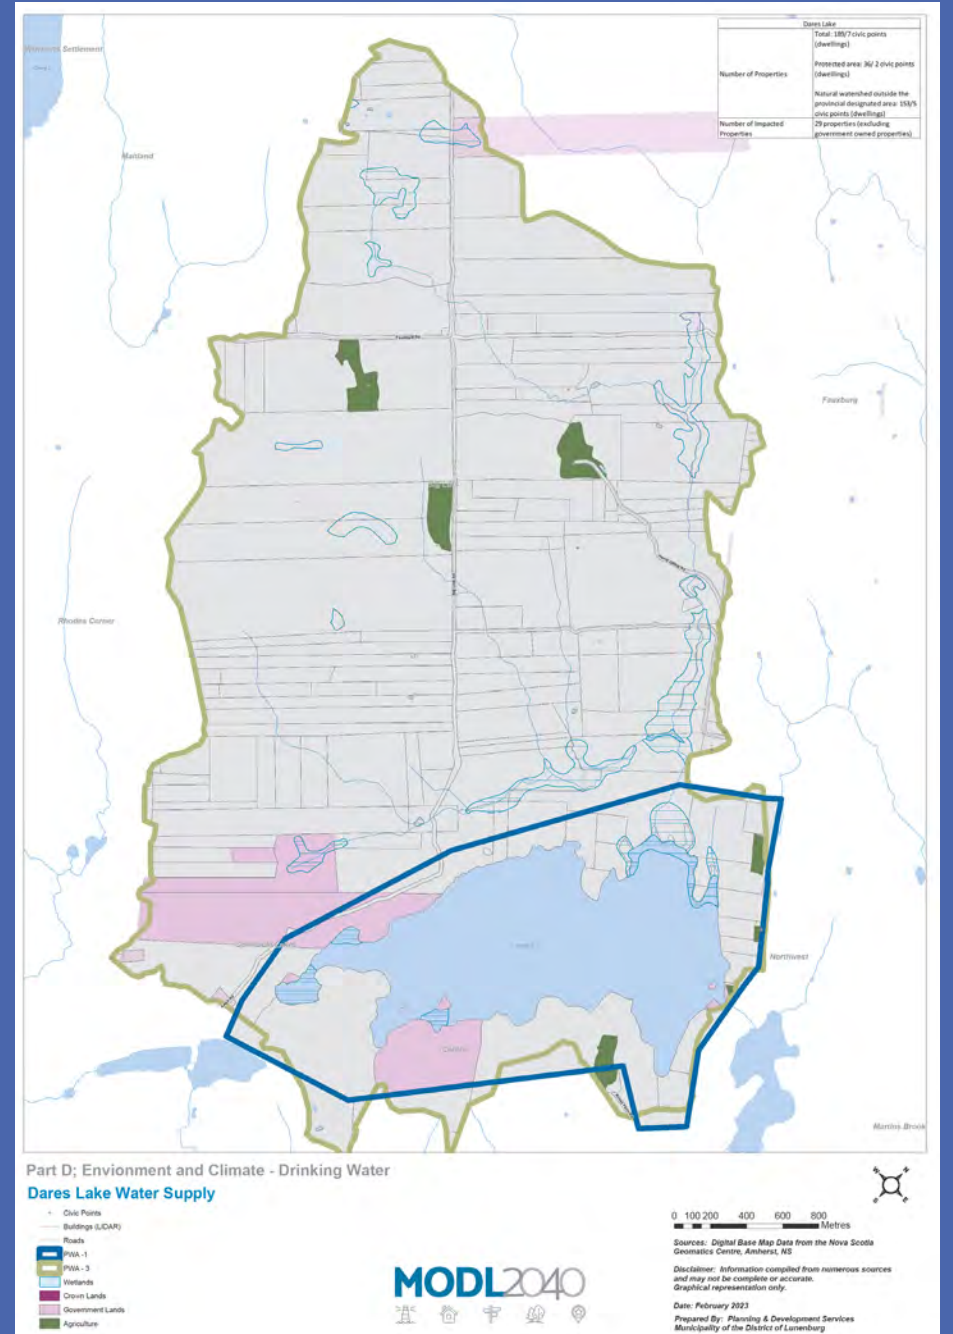 Dares Lake
Number of Properties
Total: 189/7 civic points
(dwellings)
Protected area: 36/ 2 civic points
(dwellings)
Natural watershed outside the
provincial designated area: 153/5
civic points (dwellings)
Number of Impacted
Properties
29 properties (excluding
government owned properties)
Settlement
Maitland
Fauxburg
Rhodes Corner
Northwest
Martins Brook
Part D; Envionment and Climate - Drinking Water
Dares Lake Water Supply
Civic Points
Buildings (LiDAR)
Roads
PWA -1
PWA - 3
Wetlands
Crown Lands
Government Lands
Agriculture
MODL2040
0 100 200 400 600 800
Metres
Sources: Digital Base Map Data from the Nova Scotia
Geomatics Centre, Amherst, NS
Disclaimer: Information compiled from numerous sources
and may not be complete or accurate.
Graphical representation only.
Date: February 2023
Prepared By: Planning & Development Services
Municipality of the District of Lunenburg